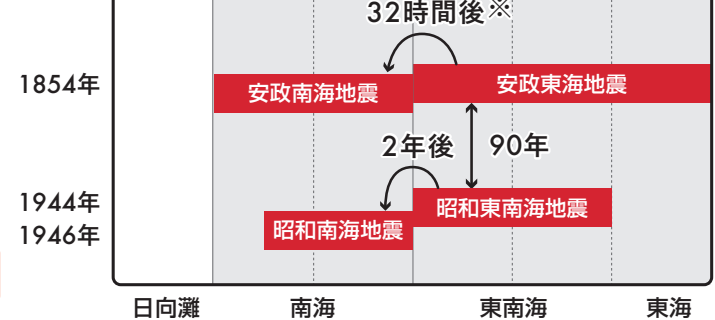 32時間後※
1854年
安政南海地震
安政東海地震
2年後
90年
1944年
昭和東南海地震
1946年
昭和南海地震
日向灘
南海
東南海
東海